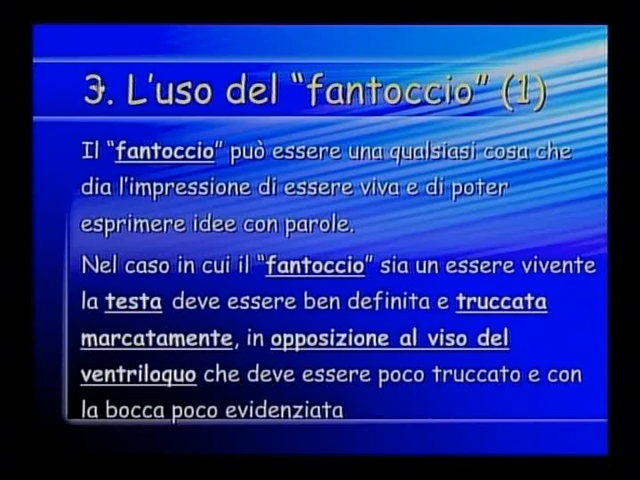 3. L'uso del "fantoccio" (1)
Il "fantoccio" può essere una qualsiasi cosa che
dia l'impressione di essere viva e di poter
esprimere idee con parole.
Nel caso in cui il "fantoccio" sia un essere vivente
la testa deve essere ben definita e truccata
marcatamente, in opposizione al viso del
ventriloquo che deve essere poco truccato e con
la bocca poco evidenziata